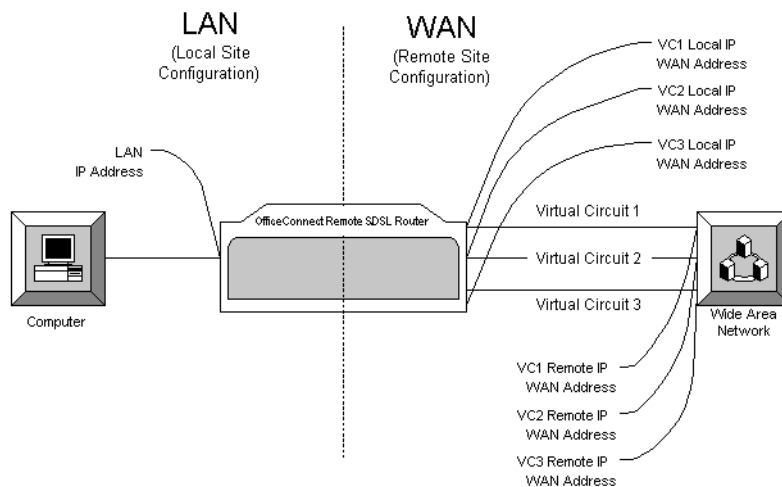 LAN
(Local Site
Configuration)
WAN
(Remote Site
Configuration)
VC1 Local IP
WAN Address
VC2 Local IP
WAN Address
VC3 Local IP
WAN Address
LAN
IP Address
OfficeConnect Remote SDSL Router
Virtual Circuit 1
Virtual Circuit 2
Virtual Circuit 3
Computer
Wide Area
Network
VC1 Remote IP
WAN Address
VC2 Remote IP
WAN Address
VC3 Remote IP
WAN Address